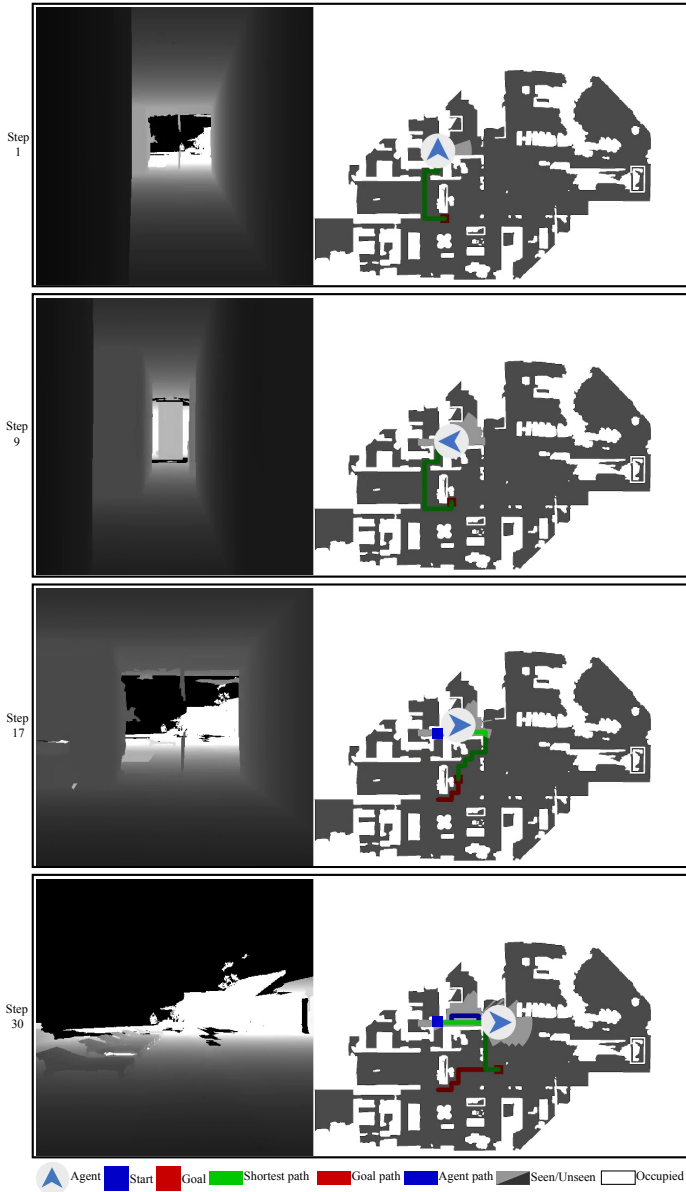 Step
1
Step
9
Step
17
Step
30
Agent Start Goal Shortest path Goal path Agent path Seen/Unseen Occupied